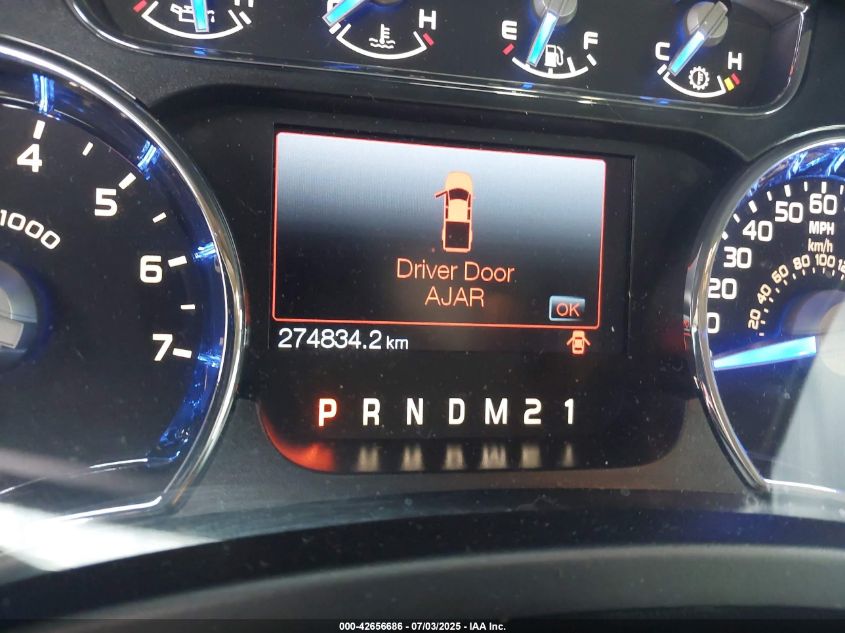 H
C H
E F
C H
4
5
x1000
6
7
Driver Door
AJAR
OK
274834.2 km
P R N D M 2 1
0
20
30
40
50
60
MPH
km/h
20 40 60 80 100
000-42656686 - 07/03/2025 - IAA Inc.